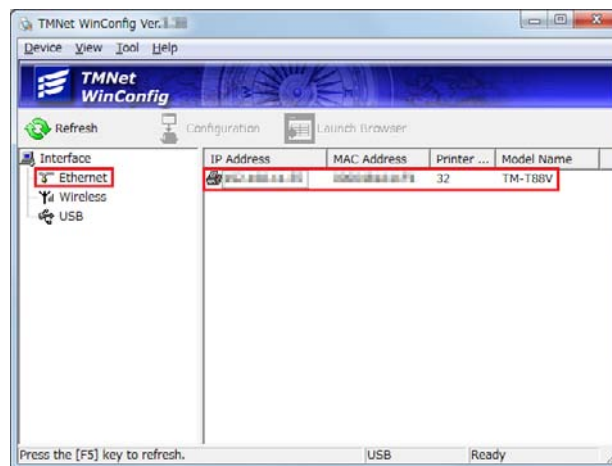 TMNet WinConfig Ver.
Device View Tool Help
TMNet
WinConfig
Refresh Configuration Launch Browser
Interface IP Address MAC Address Printer ... Model Name
Ethernet 32 TM-T88V
Wireless
USB
Press the [F5] key to refresh. USB Ready